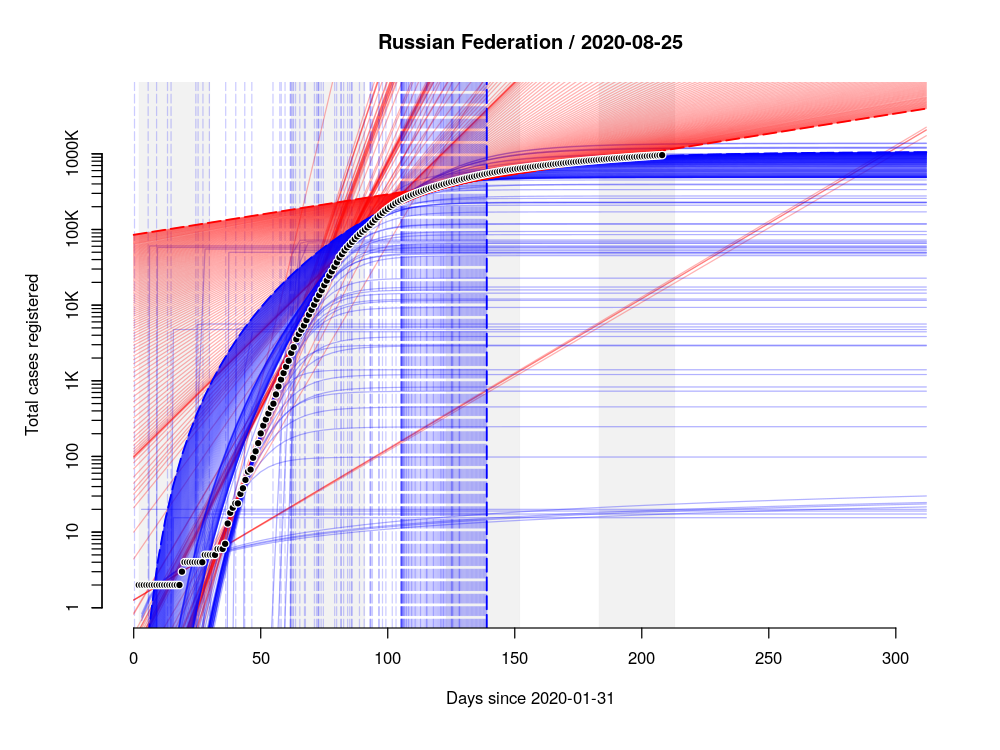 Russian Federation / 2020-08-25
Total cases registered
1000K
100K
10K
1K
100
10
1
0 50 100 150 200 250 300
Days since 2020-01-31